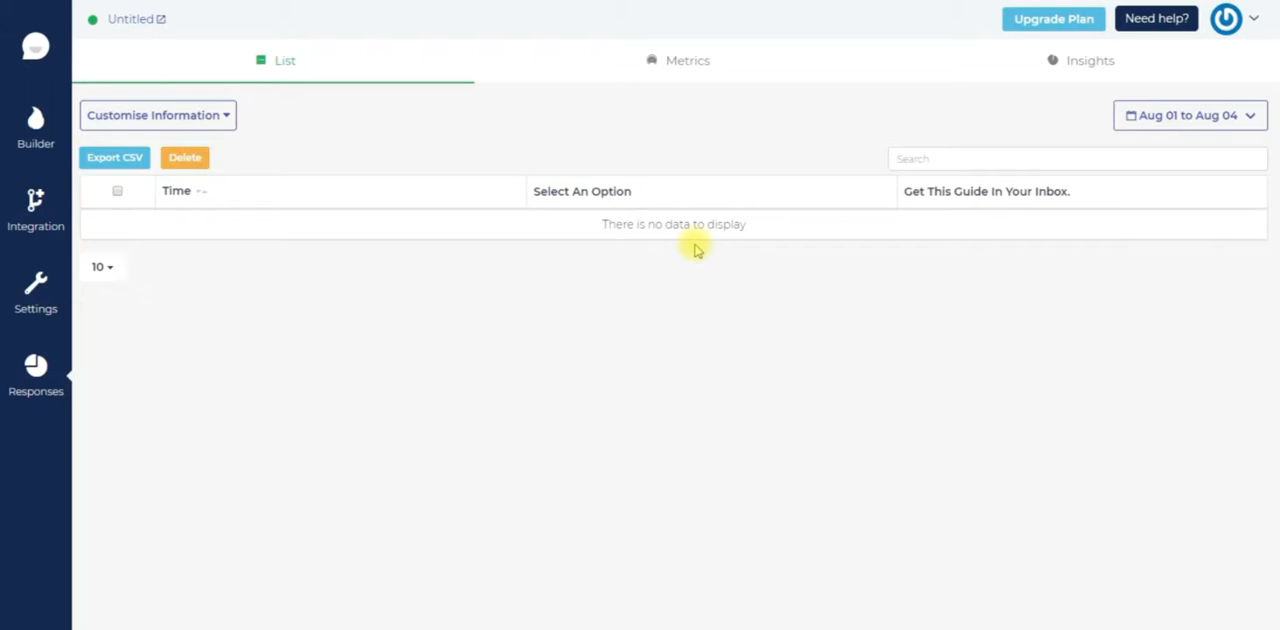 Untitled
Upgrade Plan
Need help?
List
Metrics
Insights
Builder
Integration
Settings
Responses
Customise Information
Aug 01 to Aug 04
Export CSV
Delete
Search
Time
Select An Option
Get This Guide In Your Inbox.
There is no data to display
10